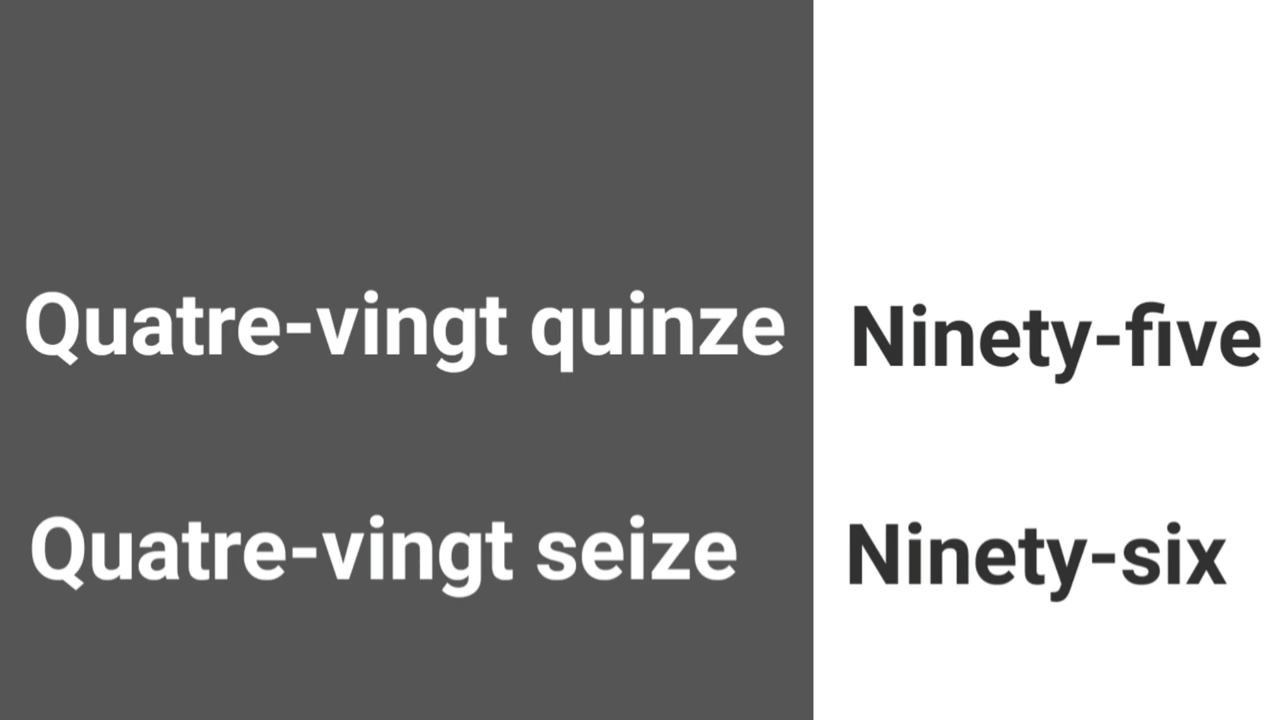 Quatre-vingt quinze
Ninety-five
Quatre-vingt seize
Ninety-six